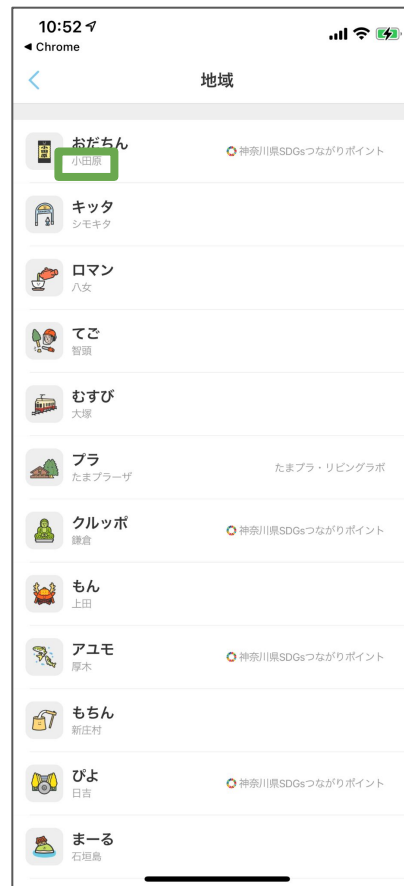 10:52
◀ Chrome
地域
おだちん
小田原
神奈川県SDGsつながりポイント
キッタ
シモキタ
ロマン
八女
てご
智頭
むすび
大塚
プラ
たまプラーザ
たまプラ・リビングラボ
クルッポ
鎌倉
神奈川県SDGsつながりポイント
もん
上田
アユモ
厚木
神奈川県SDGsつながりポイント
もちん
新庄村
ぴよ
日吉
神奈川県SDGsつながりポイント
まーる
石垣島